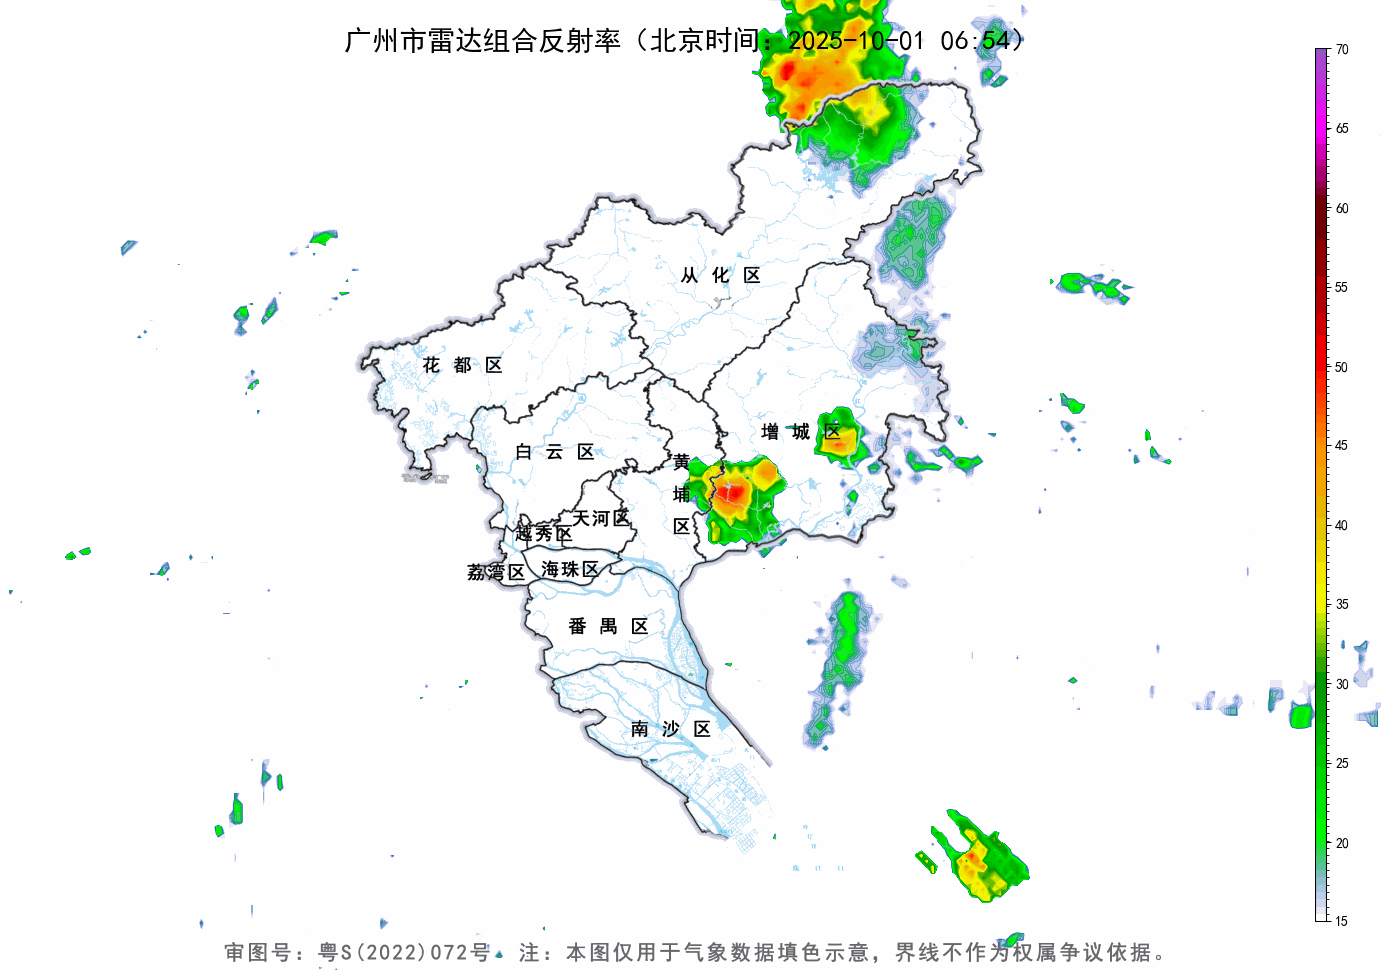 广州市雷达组合反射率（北京时间：2025-10-01 06:54）
70
65
60
55
50
45
40
35
30
25
20
15
从化区
花都区
增城区
白云区
黄埔区
天河区
越秀区
荔湾区
海珠区
番禺区
南沙区
审图号：粤S(2022)072号。 注：本图仅用于气象数据填色示意，界线不作为权属争议依据。